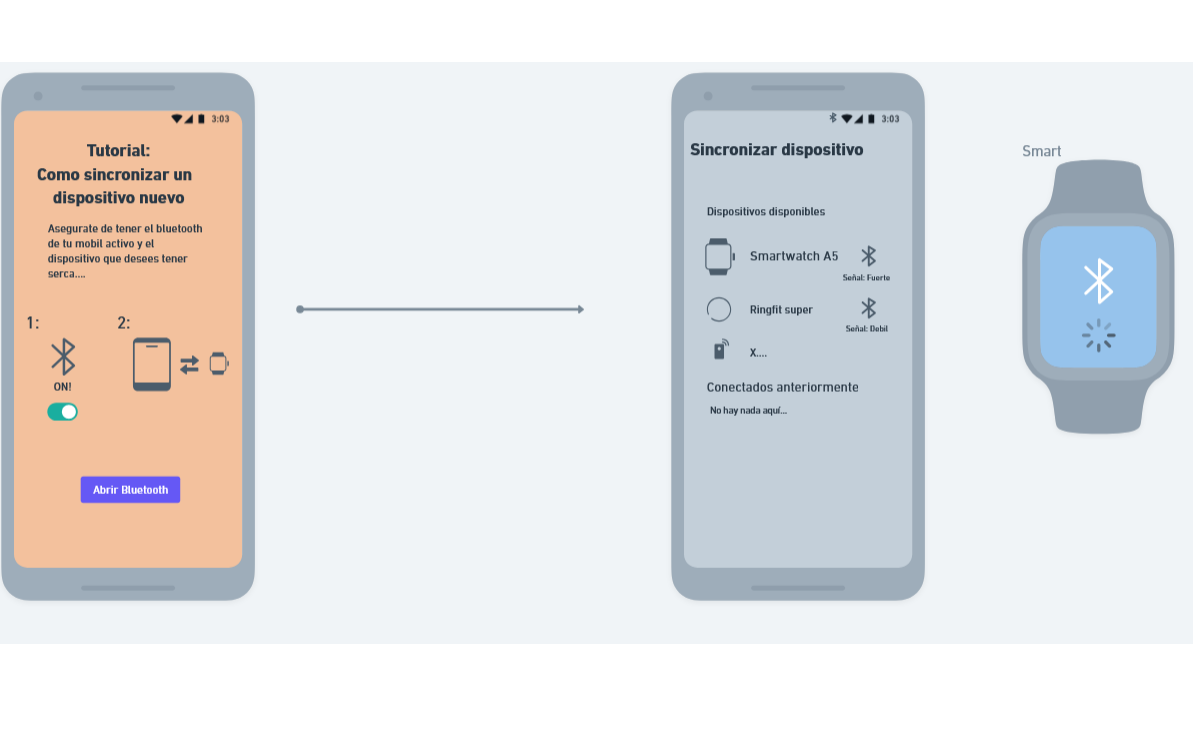 3:03
Tutorial:
Como sincronizar un
dispositivo nuevo
Asegurate de tener el bluetooth
de tu mobil activo y el
dispositivo que desees tener
serca....
1:
2:
ON!
Abrir Bluetooth
3:03
Sincronizar dispositivo
Dispositivos disponibles
Smartwatch A5
Señal: Fuerte
Ringfit super
Señal: Debil
X....
Conectados anteriormente
No hay nada aquí...
Smart